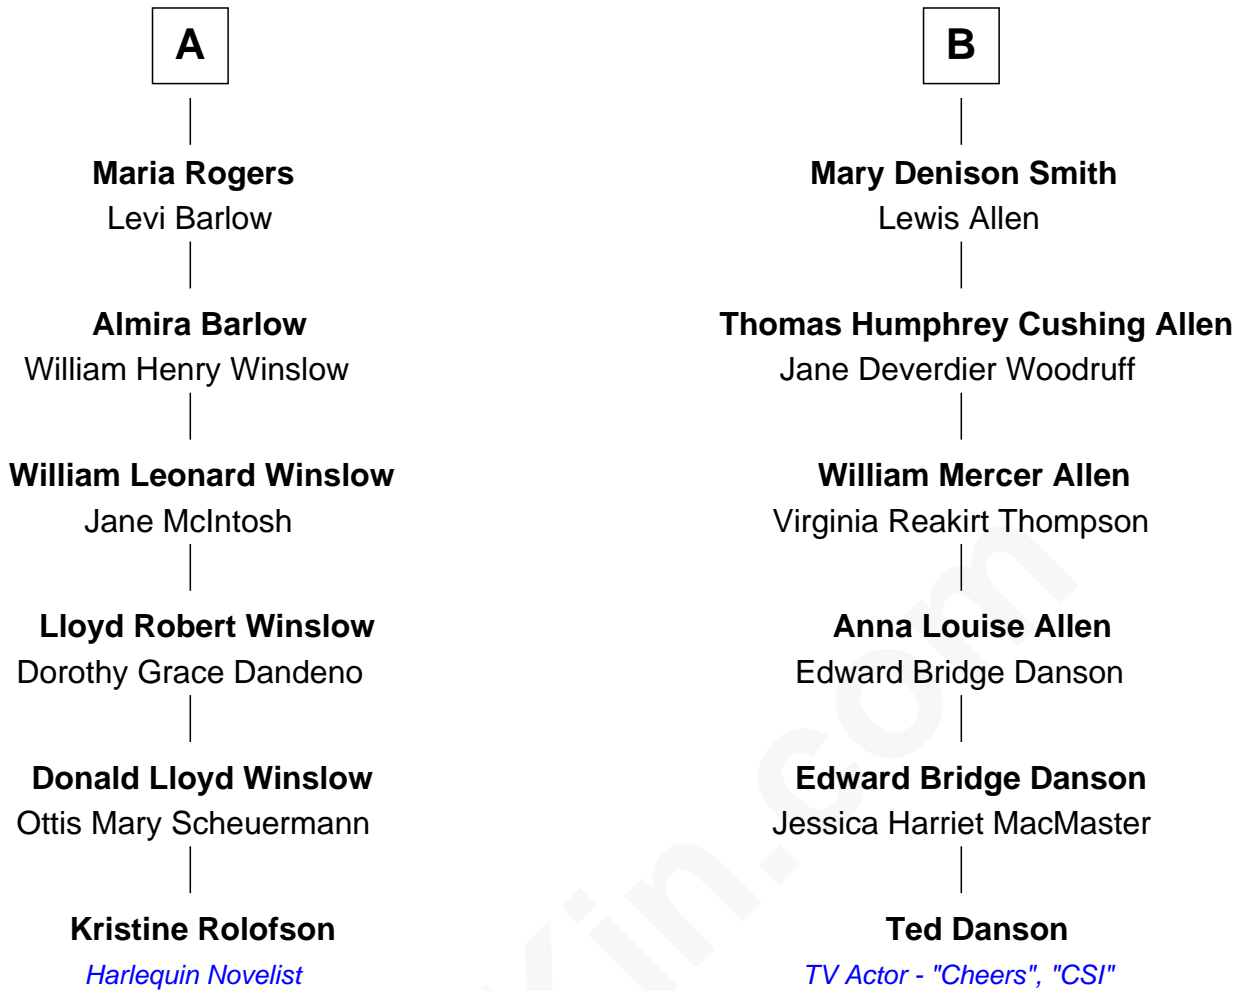 A
B
Maria Rogers
Levi Barlow
Mary Denison Smith
Lewis Allen
Almira Barlow
William Henry Winslow
Thomas Humphrey Cushing Allen
Jane Deverdier Woodruff
William Leonard Winslow
Jane McIntosh
William Mercer Allen
Virginia Reakirt Thompson
Lloyd Robert Winslow
Dorothy Grace Dandeno
Anna Louise Allen
Edward Bridge Danson
Donald Lloyd Winslow
Ottis Mary Scheuermann
Edward Bridge Danson
Jessica Harriet MacMaster
Kristine Rolofson
Harlequin Novelist
Ted Danson
TV Actor - "Cheers", "CSI"
Kin.com